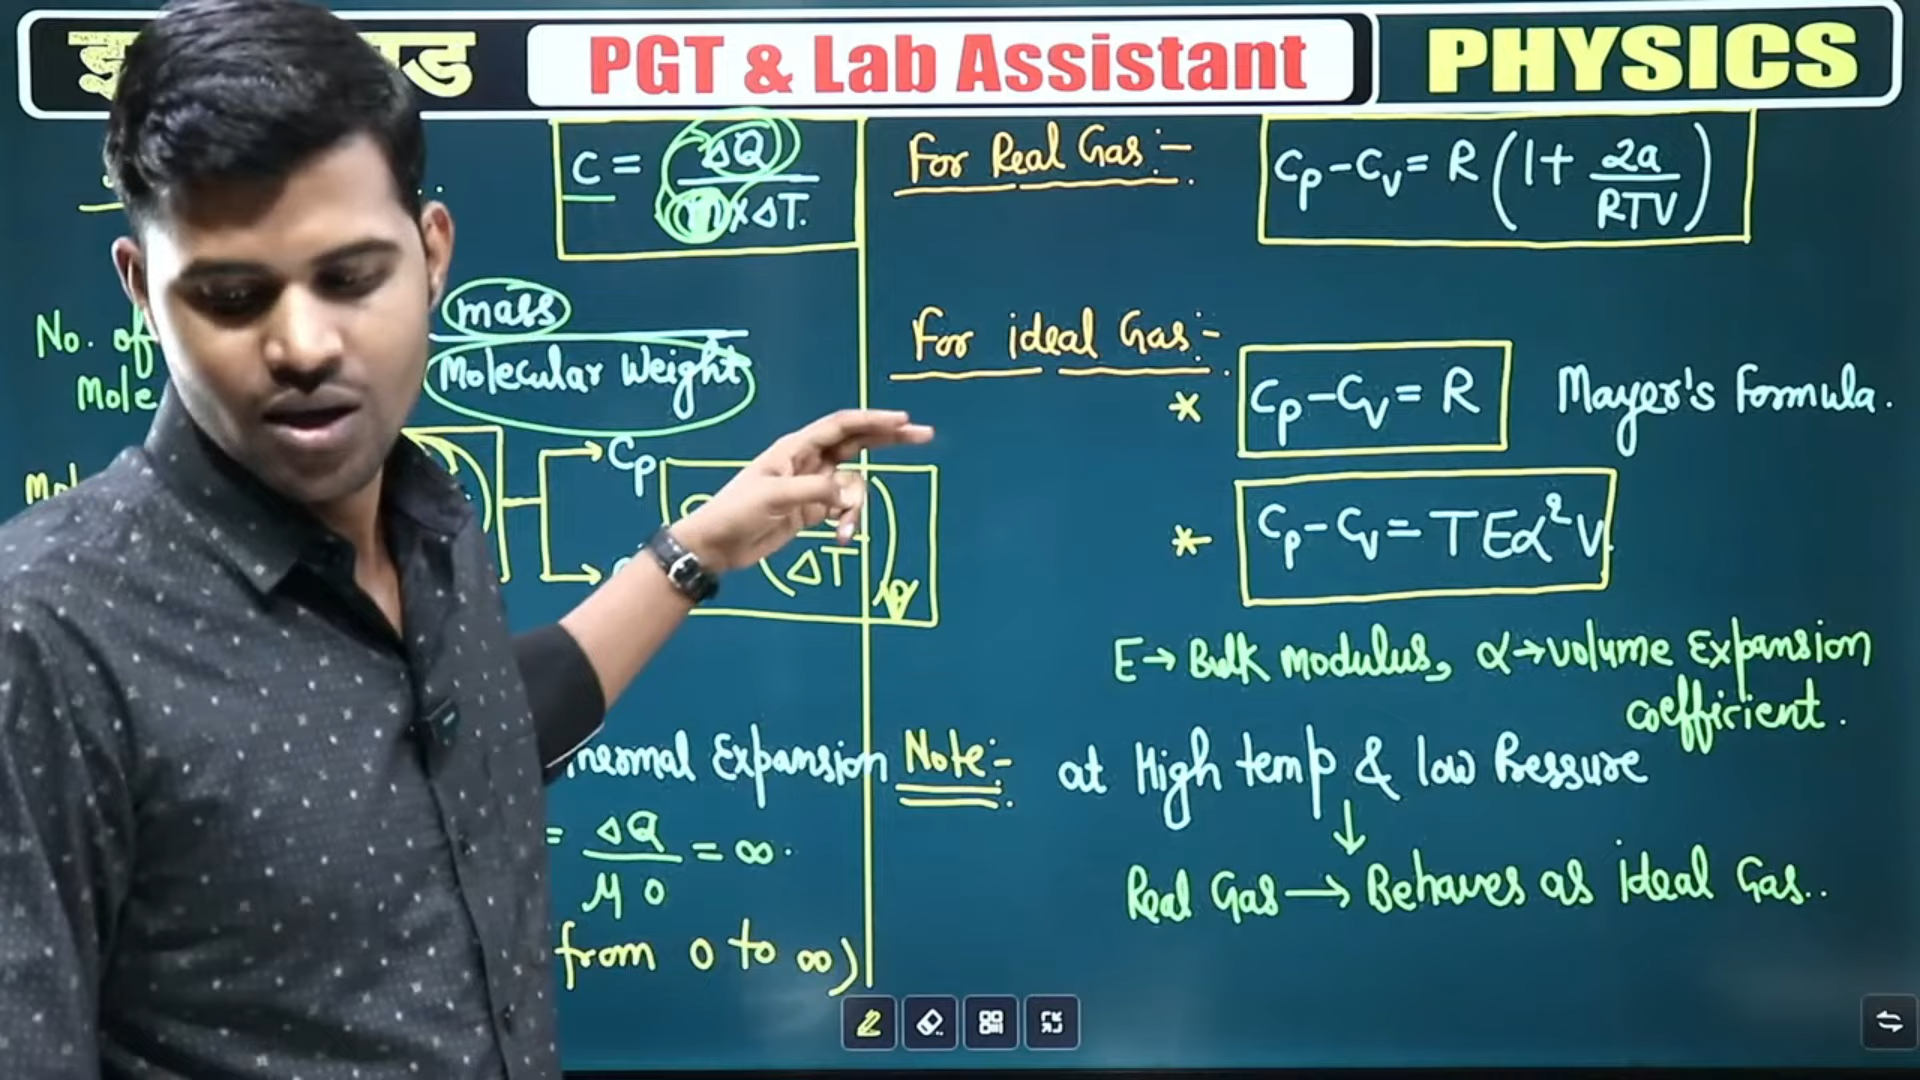 PGT & Lab Assistant
PHYSICS
C = ΔQ / m×ΔT.
No. of
Mole
mass
Molecular Weight
Cp
ΔT
Thermal Expansion
= ΔQ / μ 0 = ∞.
from 0 to ∞)
For Real Gas:-
Cp-Cv = R (1+ 2a / RTV)
For ideal Gas:-
* Cp-Cv = R Mayer's Formula.
* Cp-Cv = TEα²V.
E→ Bulk modulus, α→volume Expansion
coefficient.
Note:- at High temp & low Pressure
↓
Real Gas → Behaves as ideal Gas..